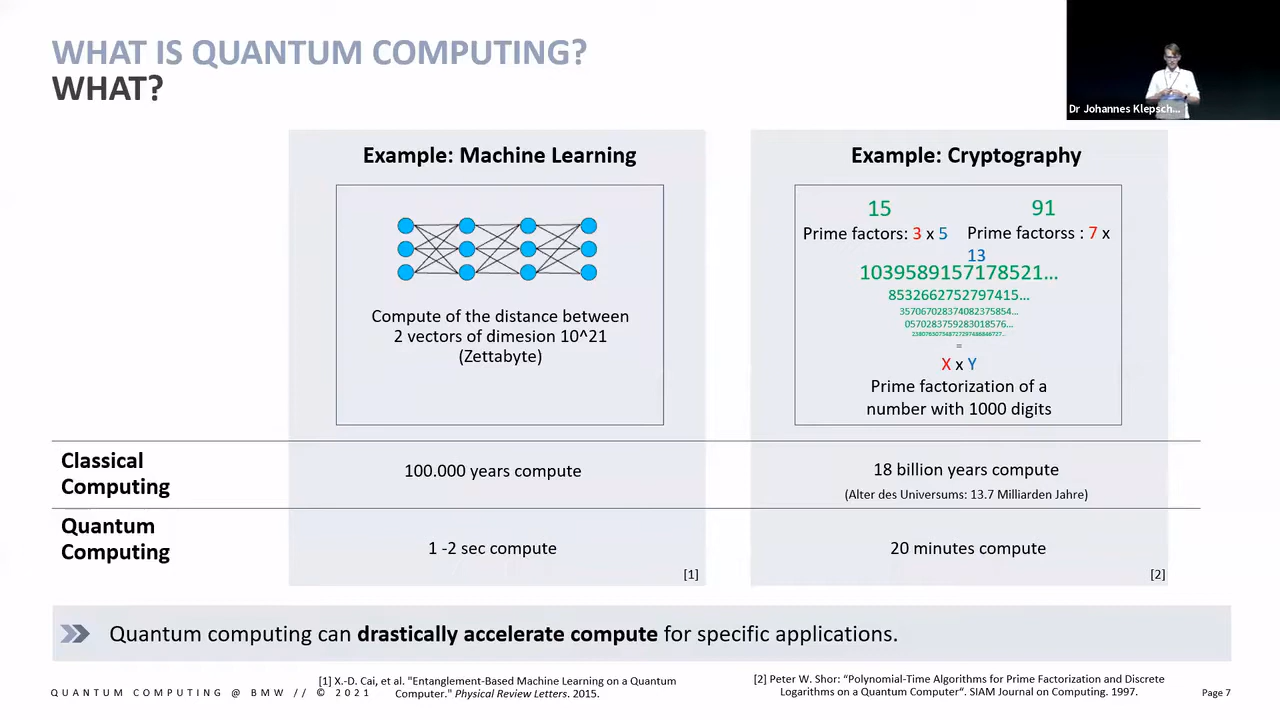 WHAT IS QUANTUM COMPUTING?
WHAT?
Dr Johannes Klepsch...
Example: Machine Learning
Compute of the distance between
2 vectors of dimesion 10^21
(Zettabyte)
Example: Cryptography
15
91
Prime factors: 3 x 5
Prime factorss : 7 x
13
1039589157178521...
8532662752797415...
357067028374082375854...
0570283759283018576...
=
X x Y
Prime factorization of a
number with 1000 digits
Classical
Computing
100.000 years compute
18 billion years compute
(Alter des Universums: 13.7 Milliarden Jahre)
Quantum
Computing
1 -2 sec compute
20 minutes compute
[1]
[2]
Quantum computing can drastically accelerate compute for specific applications.
QUANTUM COMPUTING @ BMW // © 2021
[1] X.-D. Cai, et al. "Entanglement-Based Machine Learning on a Quantum
Computer." Physical Review Letters. 2015.
[2] Peter W. Shor: “Polynomial-Time Algorithms for Prime Factorization and Discrete
Logarithms on a Quantum Computer“. SIAM Journal on Computing. 1997.
Page 7